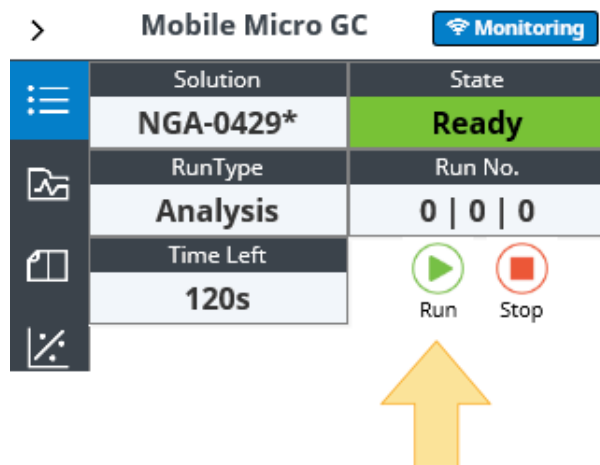 Mobile Micro GC Monitoring
Solution State
NGA-0429* Ready
RunType Run No.
Analysis 0 | 0 | 0
Time Left
120s
Run Stop